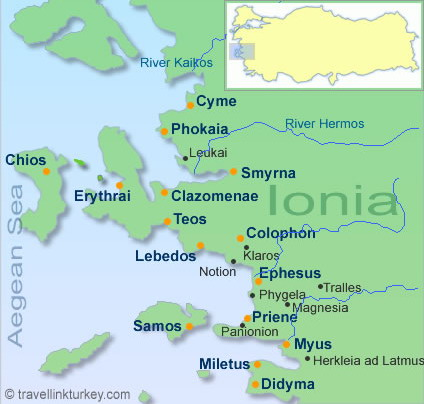 River Kaikos
Cyme
River Hermos
Phokaia
Leukai
Chios
Smyrna
Erythrai
Clazomenae
Ionia
Teos
Colophon
Aegean Sea
Lebedos
Klaros
Notion
Ephesus
Tralles
Phygela
Magnesia
Priene
Samos
Panionion
Myus
Herkleia ad Latmus
Miletus
Didyma
© travellinkturkey.com